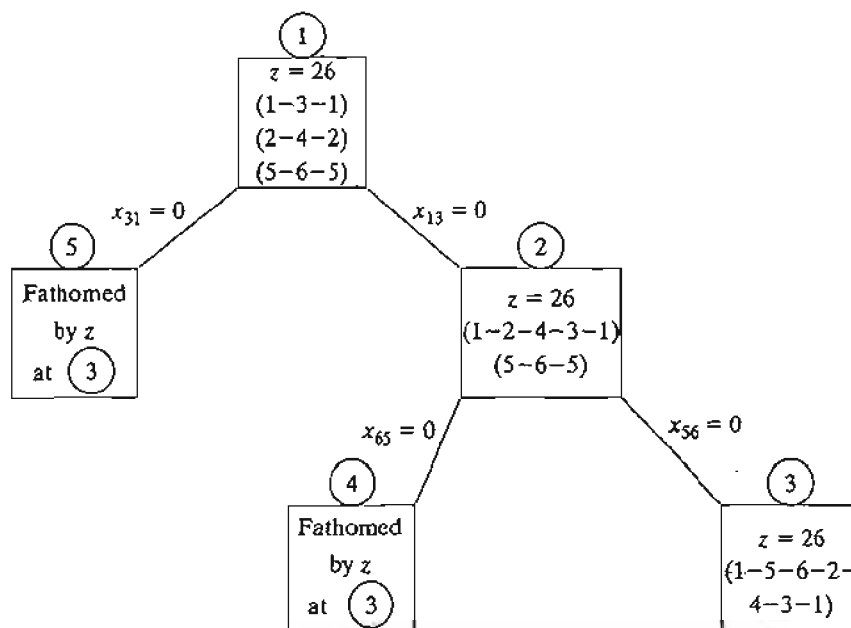 1
z = 26
(1-3-1)
(2-4-2)
(5-6-5)
x₃₁ = 0
x₁₃ = 0
5
Fathomed
by z
at 3
2
z = 26
(1-2-4-3-1)
(5-6-5)
x₆₅ = 0
x₅₆ = 0
4
Fathomed
by z
at 3
3
z = 26
(1-5-6-2-
4-3-1)